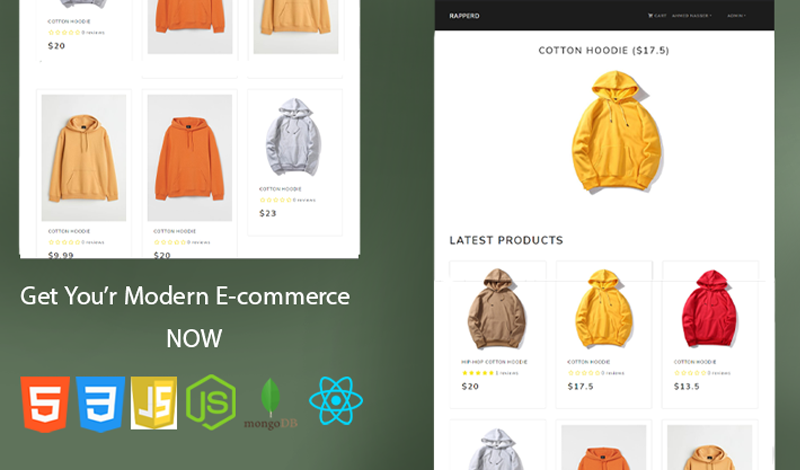 COTTON HOODIE
0 reviews
$20
COTTON HOODIE
0 reviews
$9.99
COTTON HOODIE
0 reviews
$20
COTTON HOODIE
0 reviews
$23
Get You'r Modern E-commerce
NOW
5
3
JS
JS
mongoDB
RAPPERD
CART
ADMIN
COTTON HOODIE ($17.5)
LATEST PRODUCTS
HIP-HOP COTTON HOODIE
1 reviews
$20
COTTON HOODIE
0 reviews
$17.5
COTTON HOODIE
0 reviews
$13.5